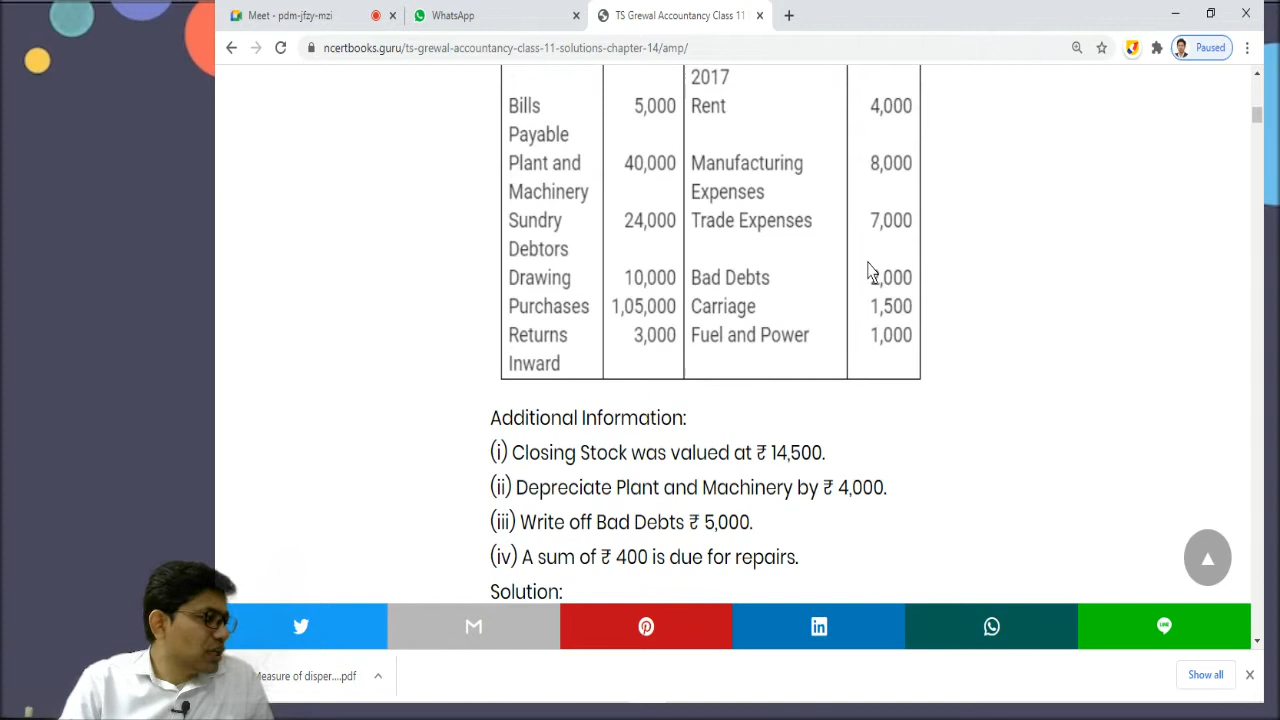 Meet - pdm-jfzy-mzi
WhatsApp
TS Grewal Accountancy Class 11
ncertbooks.guru/ts-grewal-accountancy-class-11-solutions-chapter-14/amp/
Paused
2017
Bills Payable 5,000 Rent 4,000
Plant and Machinery 40,000 Manufacturing Expenses 8,000
Sundry Debtors 24,000 Trade Expenses 7,000
Drawing 10,000 Bad Debts ,000
Purchases 1,05,000 Carriage 1,500
Returns Inward 3,000 Fuel and Power 1,000
Additional Information:
(i) Closing Stock was valued at ₹ 14,500.
(ii) Depreciate Plant and Machinery by ₹ 4,000.
(iii) Write off Bad Debts ₹ 5,000.
(iv) A sum of ₹ 400 is due for repairs.
Solution:
LINE
Measure of disper....pdf
Show all